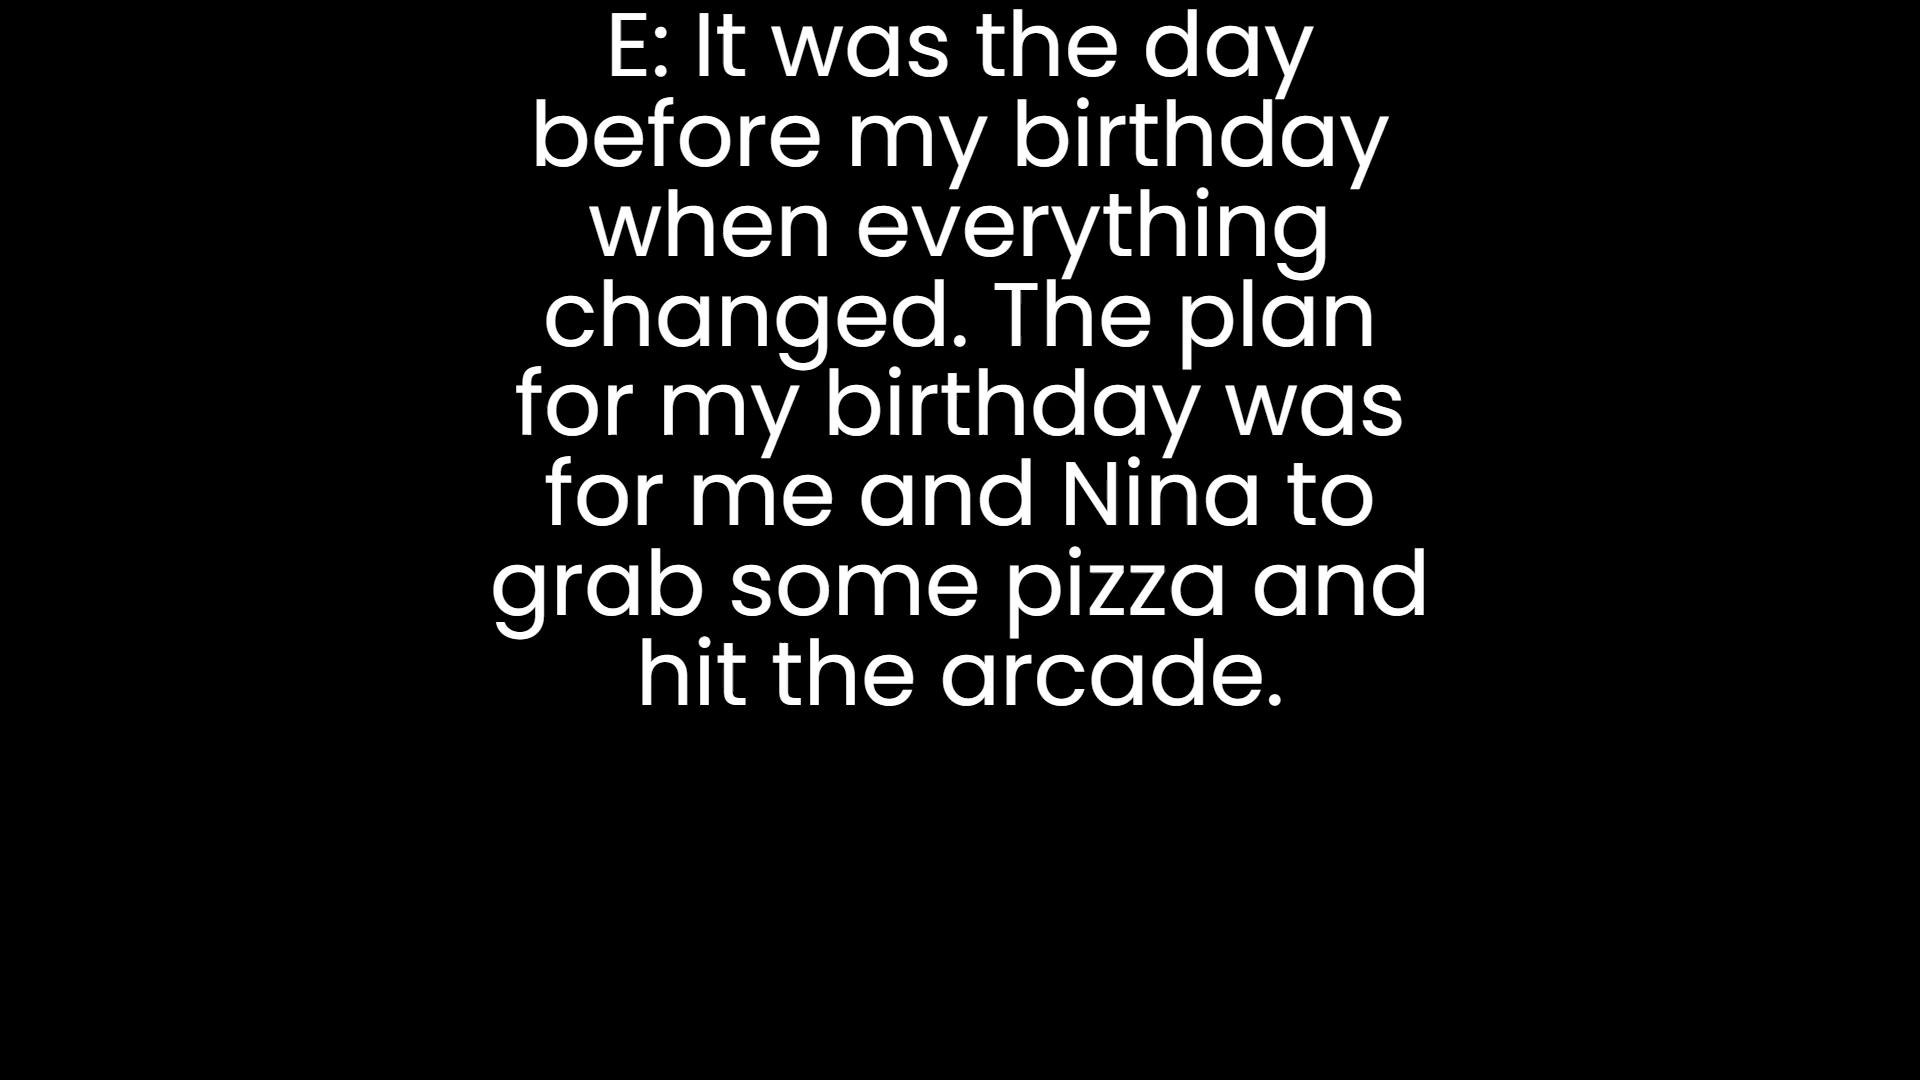 E: It was the day
before my birthday
when everything
changed. The plan
for my birthday was
for me and Nina to
grab some pizza and
hit the arcade.